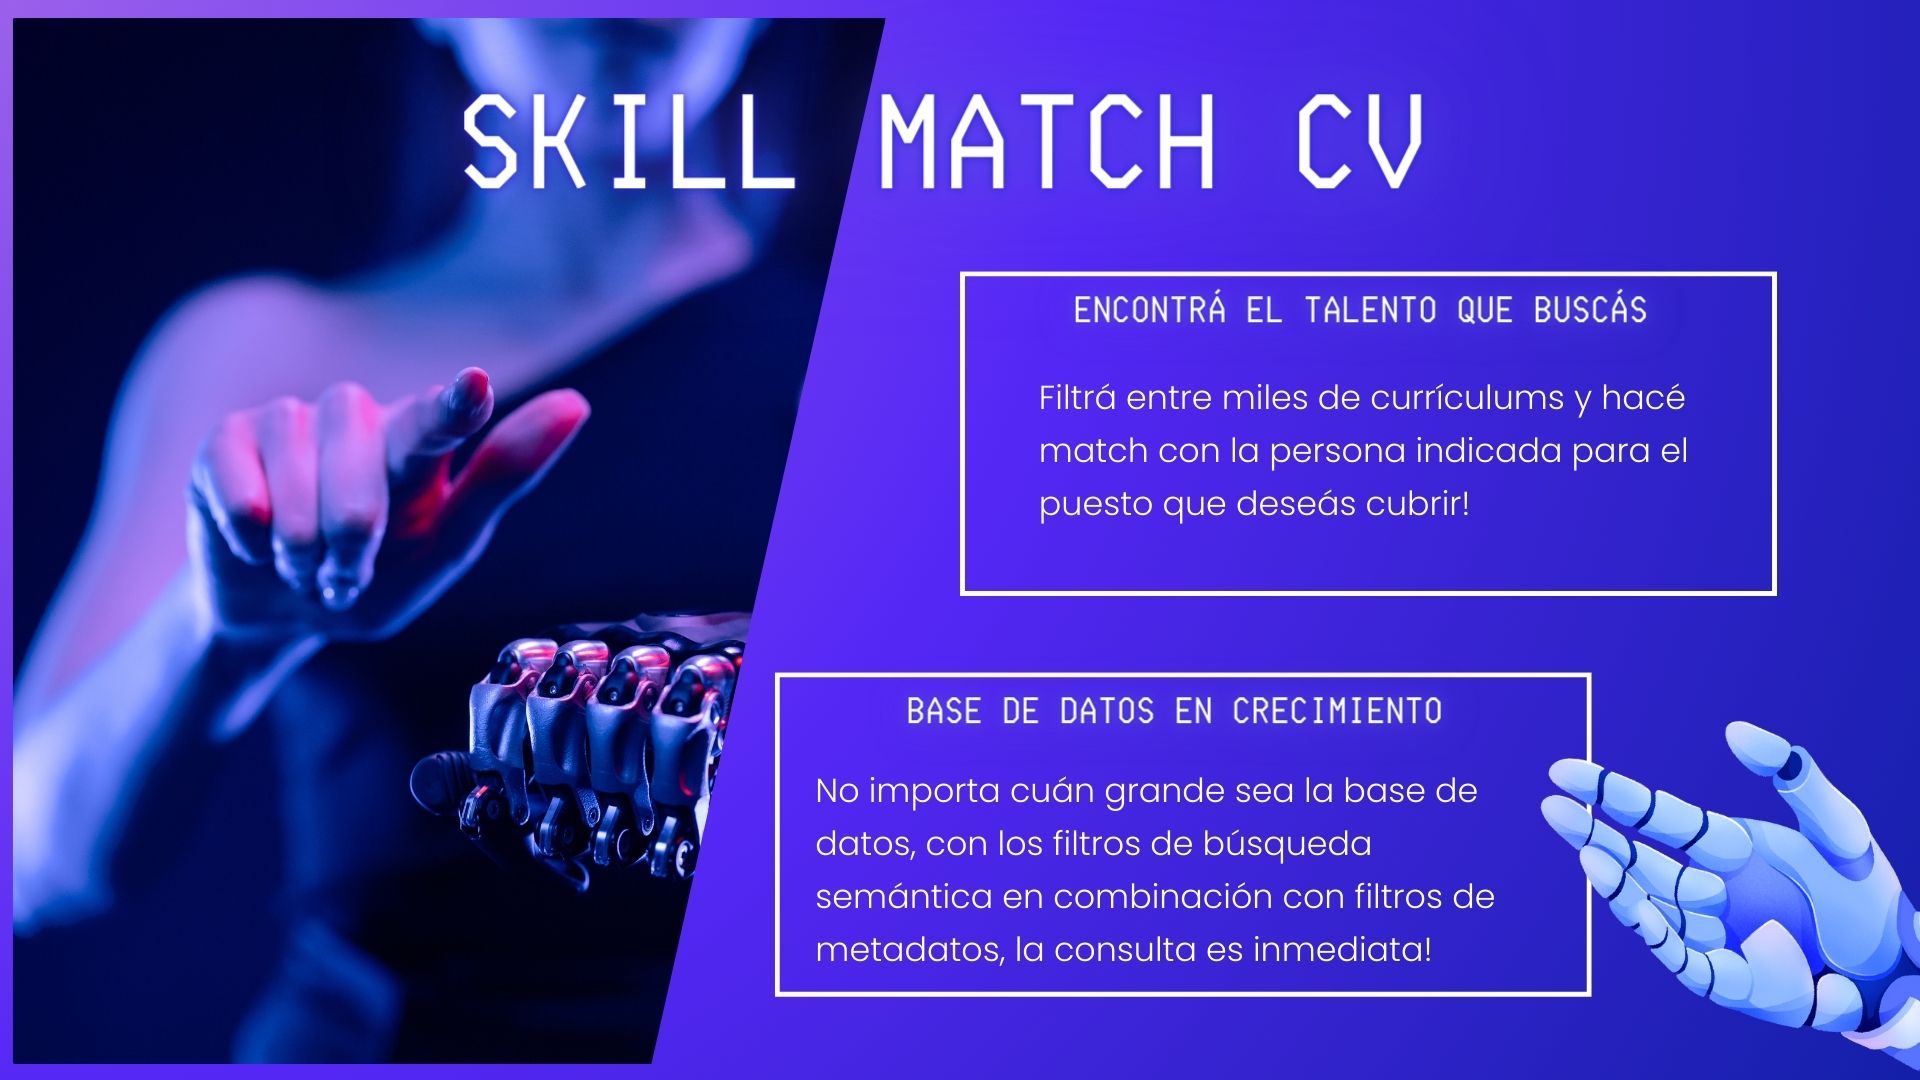 SKILL MATCH CV
ENCONTRÁ EL TALENTO QUE BUSCÁS
Filtrá entre miles de currículums y hacé
match con la persona indicada para el
puesto que deseás cubrir!
BASE DE DATOS EN CRECIMIENTO
No importa cuán grande sea la base de
datos, con los filtros de búsqueda
semántica en combinación con filtros de
metadatos, la consulta es inmediata!